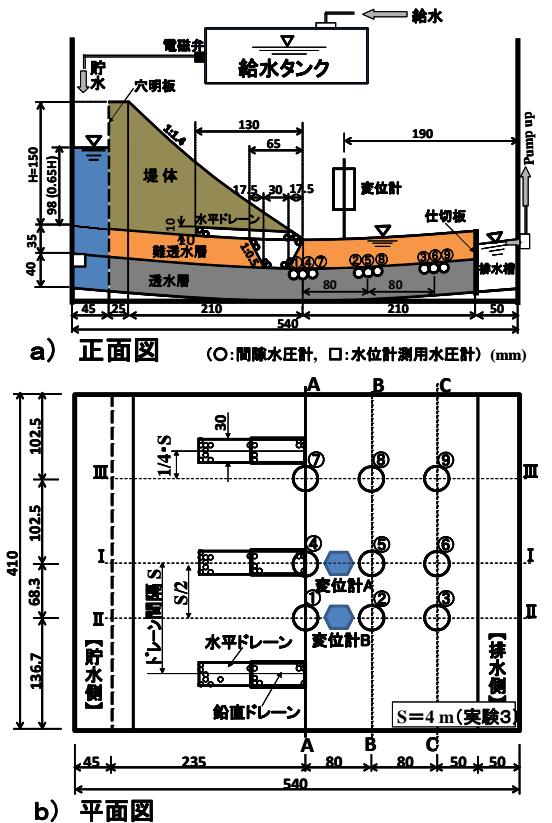 給水
電磁弁
給水タンク
貯水
穴明板
130
65
190
1:1.4
H=150
98 (0.65H)
堤体
17.5 30 17.5
変位計
Pump up
仕切板
10
水平ドレーン
10
35
難透水層
1:0.5
①④⑦
②⑤⑧
③⑥⑨
排水槽
40
透水層
80
80
45 25 210 210 50
540
a) 正面図 (○:間隙水圧計, □:水位計測用水圧計) (mm)
A B C
102.5
30
1/4・S
Ⅲ ⑦ ⑧ ⑨ Ⅲ
102.5
410
Ⅰ ④ ⑤ ⑥ Ⅰ
変位計A
68.3
S/2
ドレーン間隔 S
Ⅱ ① ② ③ Ⅱ
変位計B
水平ドレーン
136.7
【貯水側】
【排水側】
鉛直ドレーン
S=4 m(実験3)
A B C
45 235 80 80 50 50
540
b) 平面図